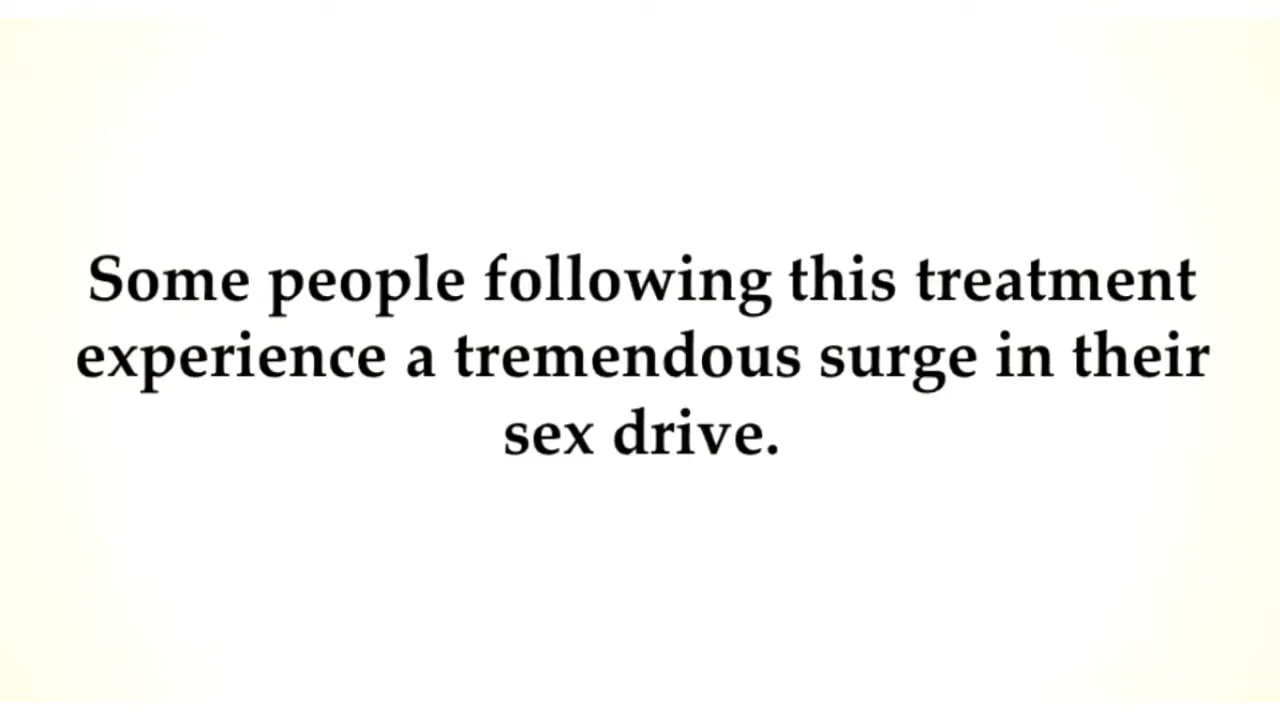 Some people following this treatment
experience a tremendous surge in their
sex drive.